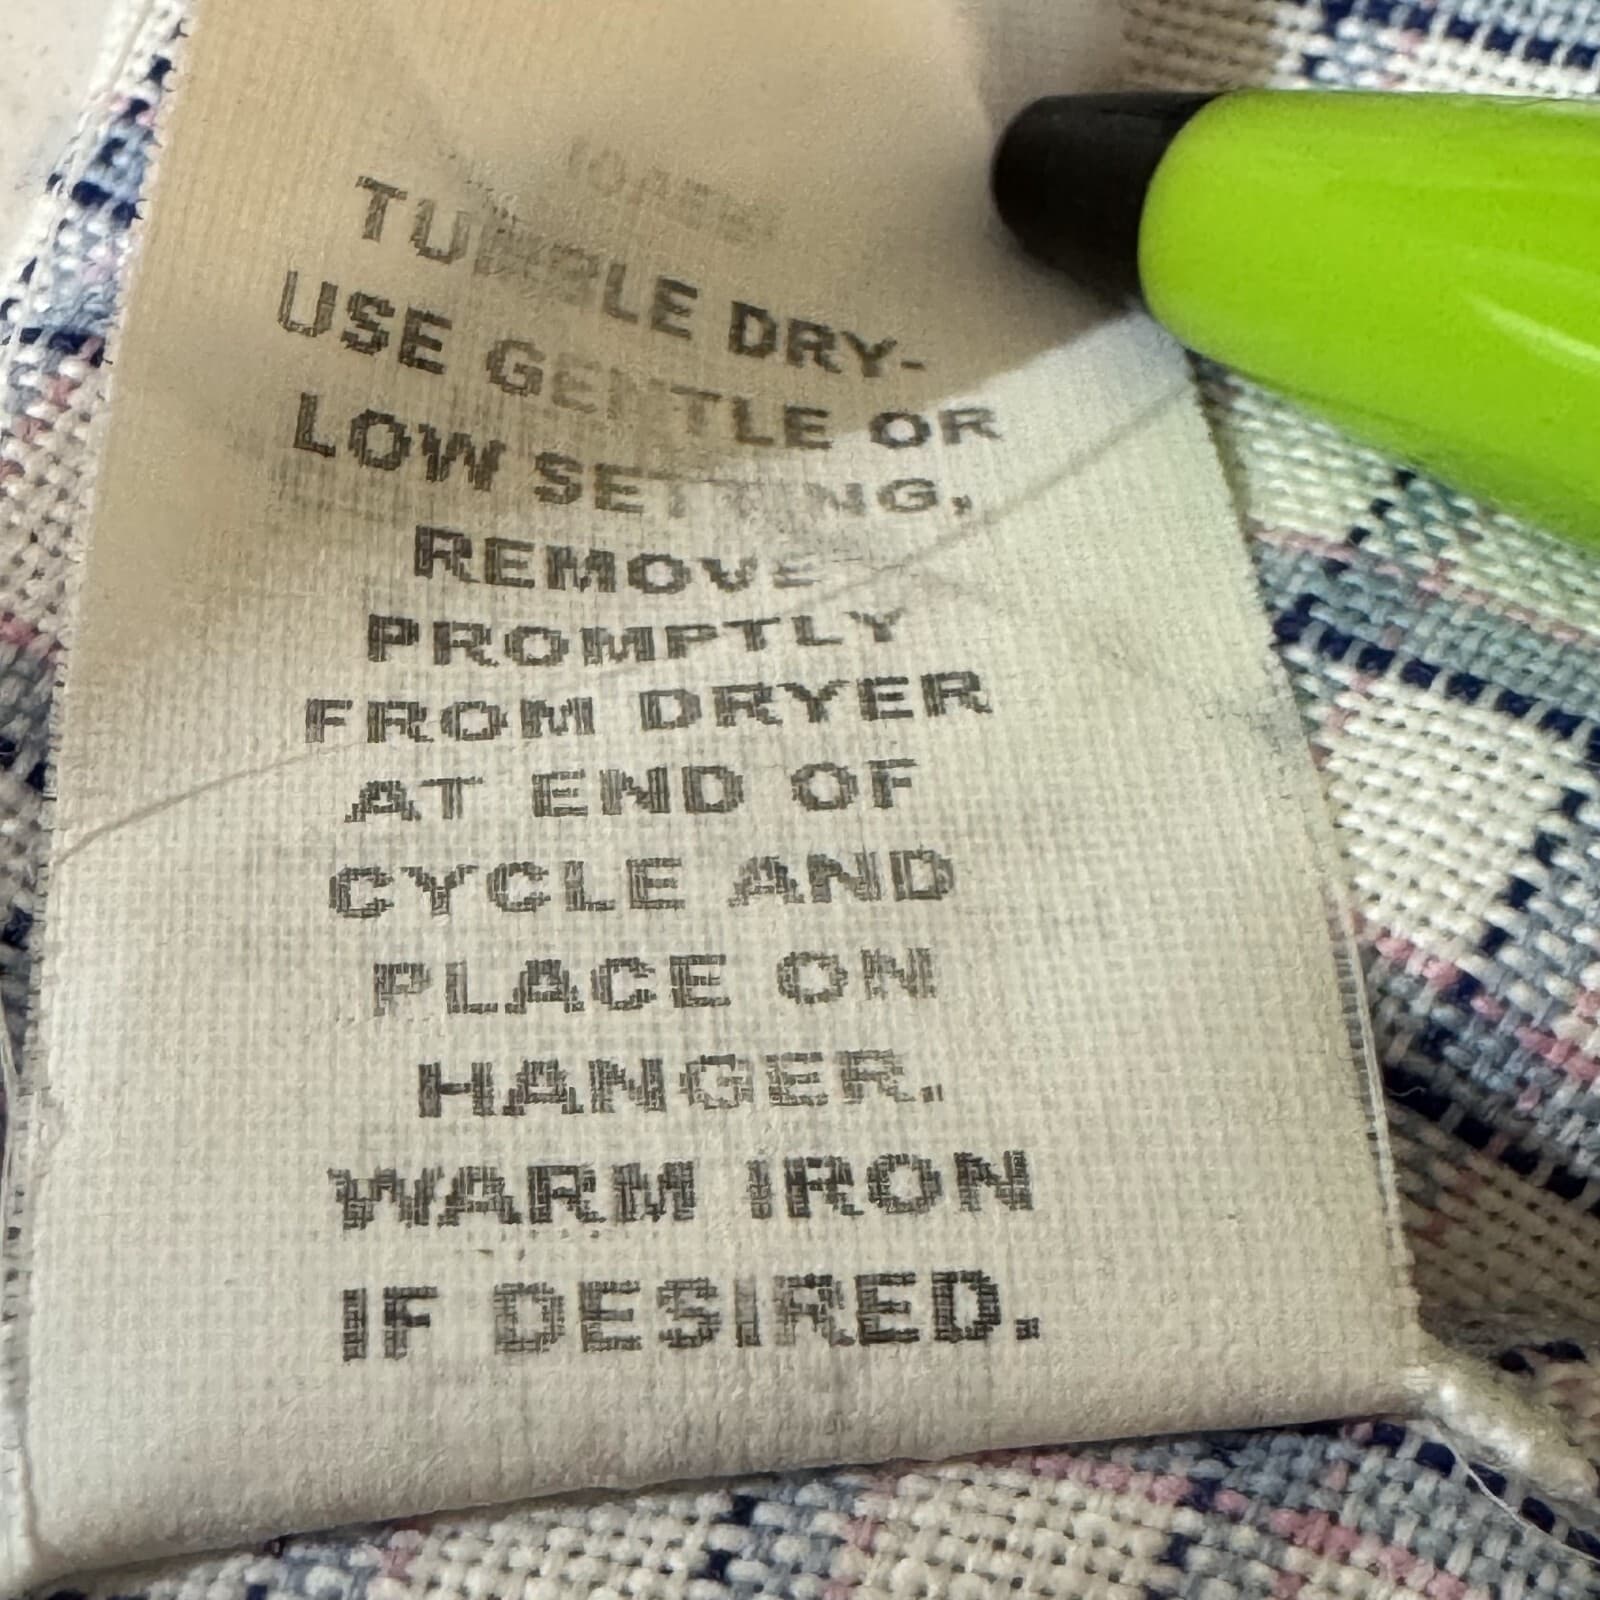 TUMBLE DRY-
USE GENTLE OR
LOW SETTING,
REMOVE
PROMPTLY
FROM DRYER
AT END OF
CYCLE AND
PLACE ON
HANGER.
WARM IRON
IF DESIRED.